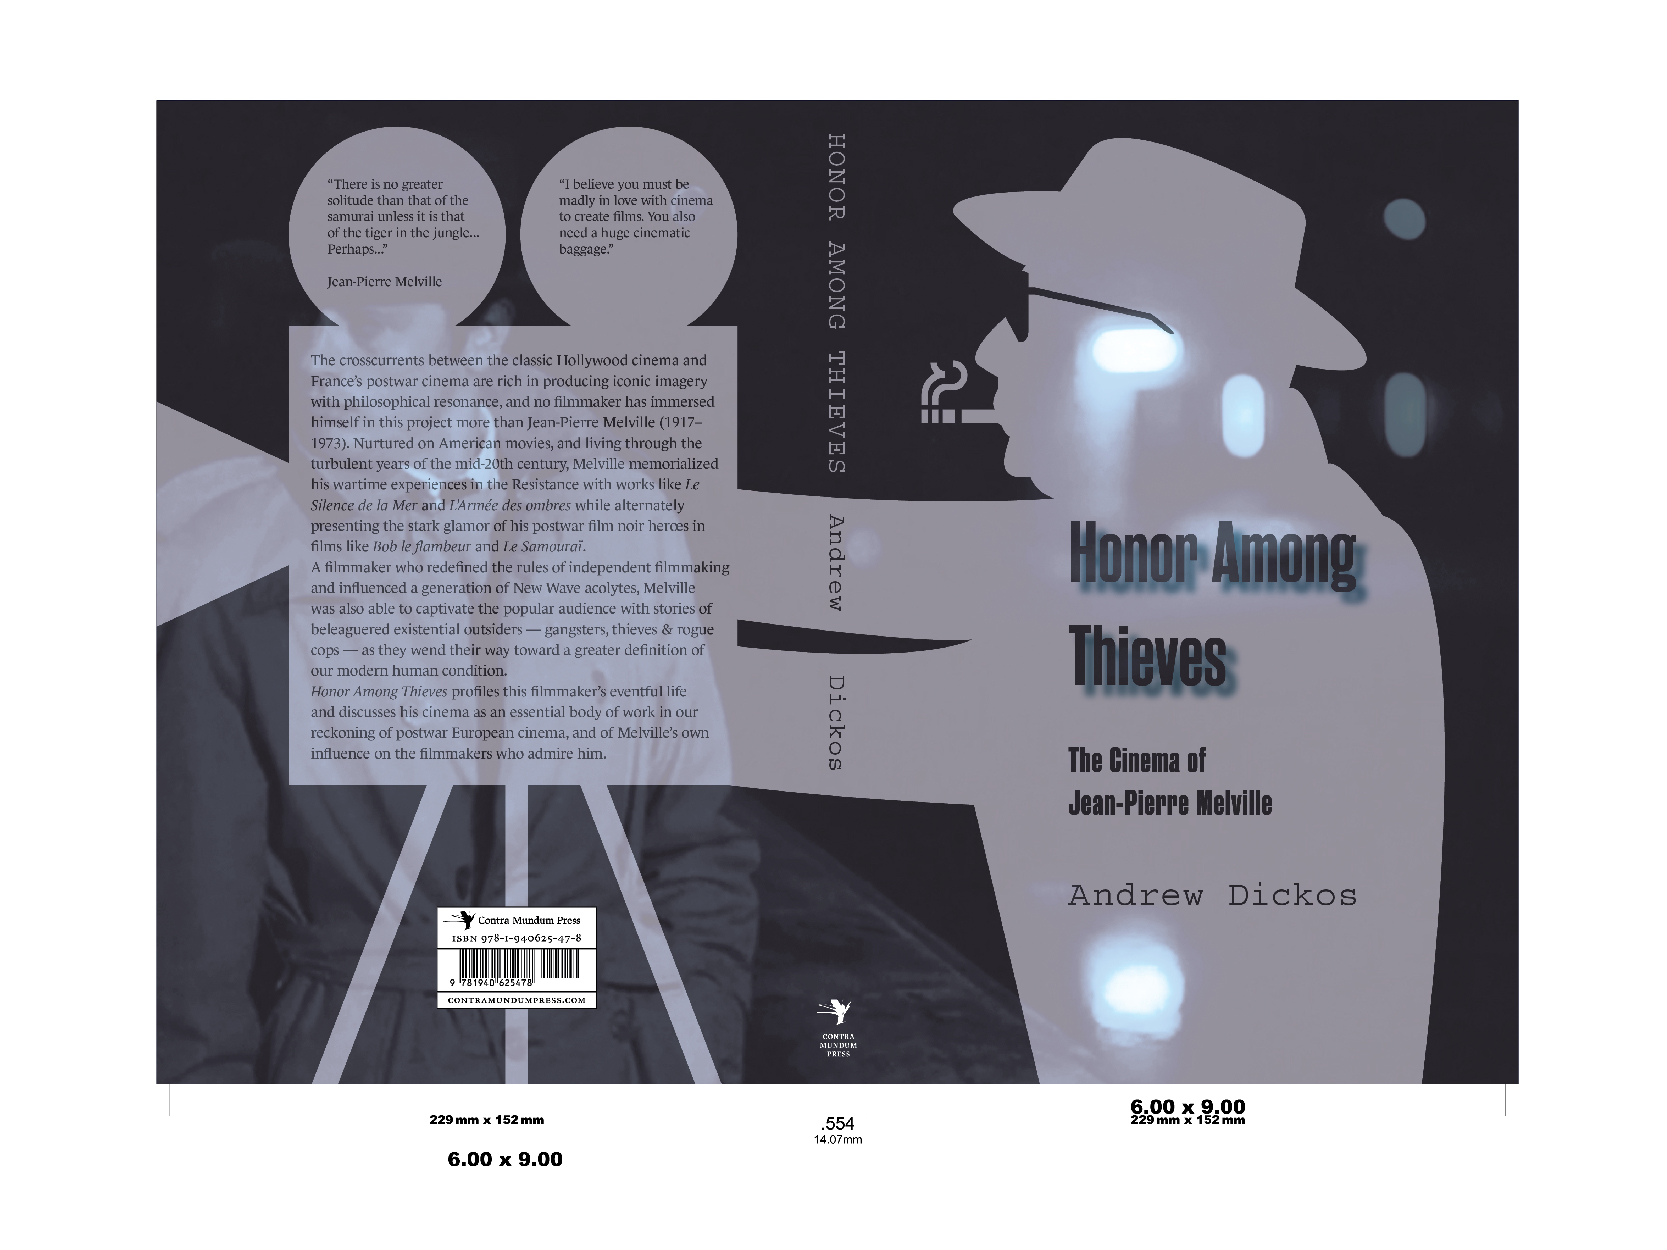 “There is no greater
solitude than that of the
samurai unless it is that
of the tiger in the jungle...
Perhaps...”
Jean-Pierre Melville
“I believe you must be
madly in love with cinema
to create films. You also
need a huge cinematic
baggage.”
The crosscurrents between the classic Hollywood cinema and
France’s postwar cinema are rich in producing iconic imagery
with philosophical resonance, and no filmmaker has immersed
himself in this project more than Jean-Pierre Melville (1917–
1973). Nurtured on American movies, and living through the
turbulent years of the mid-20th century, Melville memorialized
his wartime experiences in the Resistance with works like Le
Silence de la Mer and L’Armée des ombres while alternately
presenting the stark glamor of his postwar film noir heroes in
films like Bob le flambeur and Le Samouraï.
A filmmaker who redefined the rules of independent filmmaking
and influenced a generation of New Wave acolytes, Melville
was also able to captivate the popular audience with stories of
beleaguered existential outsiders — gangsters, thieves & rogue
cops — as they wend their way toward a greater definition of
our modern human condition.
Honor Among Thieves profiles this filmmaker’s eventful life
and discusses his cinema as an essential body of work in our
reckoning of postwar European cinema, and of Melville’s own
influence on the filmmakers who admire him.
Contra Mundum Press
ISBN 978-1-940625-47-8
9 781940 625478
CONTRAMUNDUMPRESS.COM
HONOR AMONG THIEVES Andrew Dickos
CONTRA
MUNDUM
PRESS
Honor Among
Thieves
The Cinema of
Jean-Pierre Melville
Andrew Dickos
229 mm x 152 mm
6.00 x 9.00
.554
14.07mm
6.00 x 9.00
229 mm x 152 mm